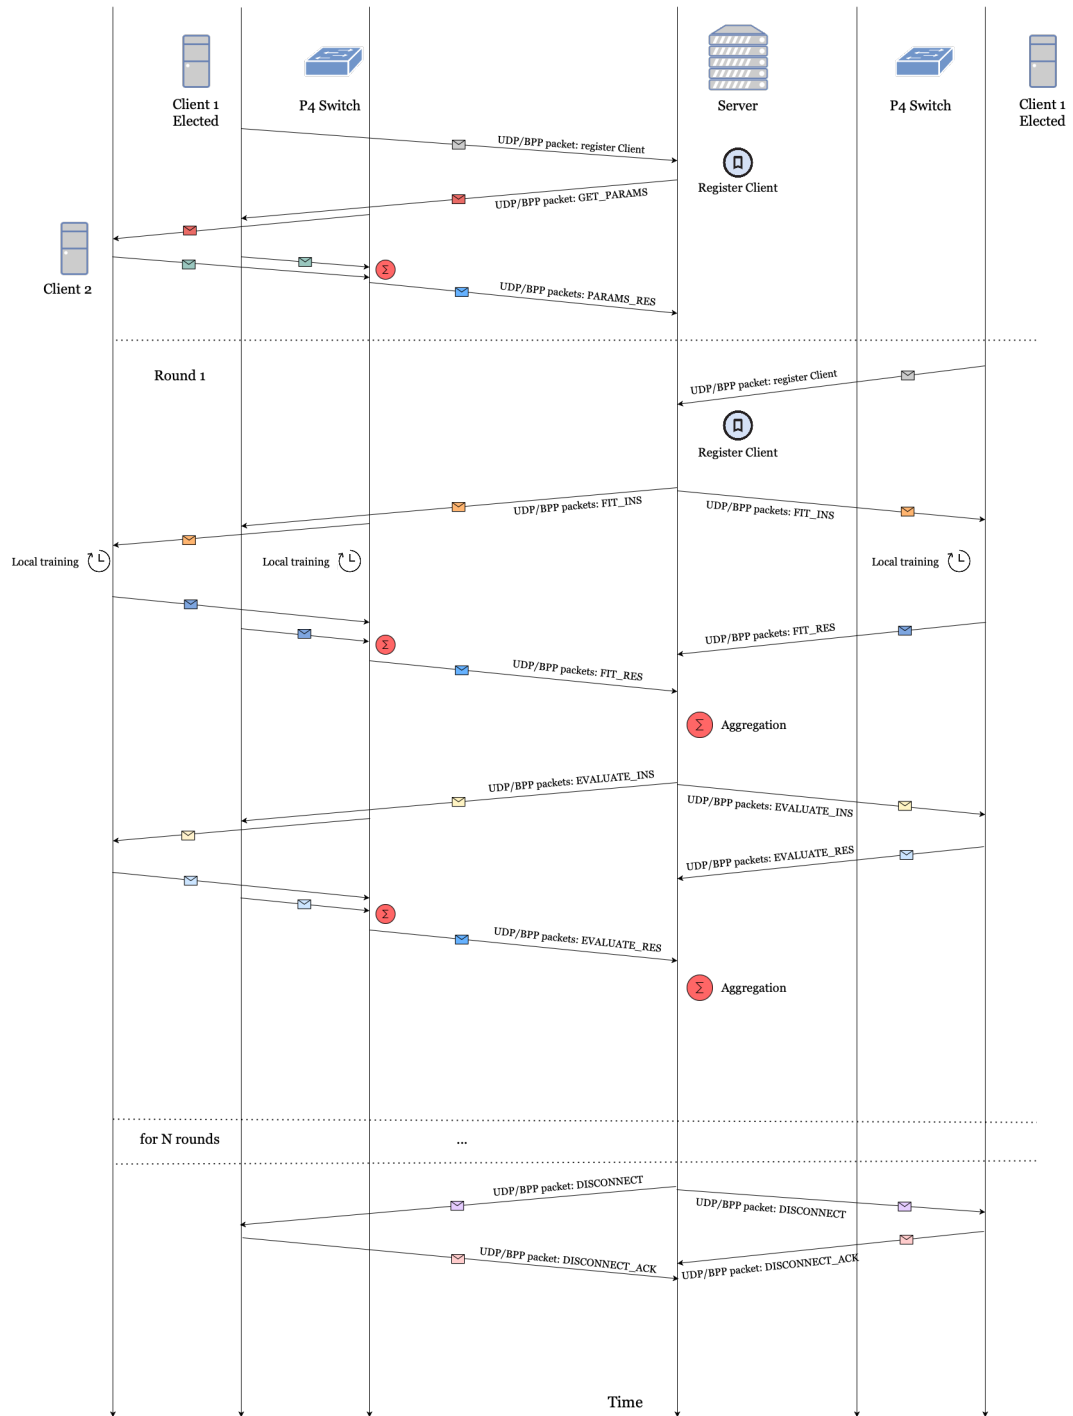 Client 1
Elected
P4 Switch
Server
P4 Switch
Client 1
Elected
UDP/BPP packet: register Client
Register Client
UDP/BPP packet: GET_PARAMS
Client 2
Σ
UDP/BPP packets: PARAMS_RES
Round 1
UDP/BPP packet: register Client
Register Client
UDP/BPP packets: FIT_INS
UDP/BPP packets: FIT_INS
Local training
Local training
Local training
UDP/BPP packets: FIT_RES
Σ
UDP/BPP packets: FIT_RES
Σ Aggregation
UDP/BPP packets: EVALUATE_INS
UDP/BPP packets: EVALUATE_INS
UDP/BPP packets: EVALUATE_RES
Σ
UDP/BPP packets: EVALUATE_RES
Σ Aggregation
for N rounds
...
UDP/BPP packet: DISCONNECT
UDP/BPP packet: DISCONNECT
UDP/BPP packet: DISCONNECT_ACK
UDP/BPP packet: DISCONNECT_ACK
Time